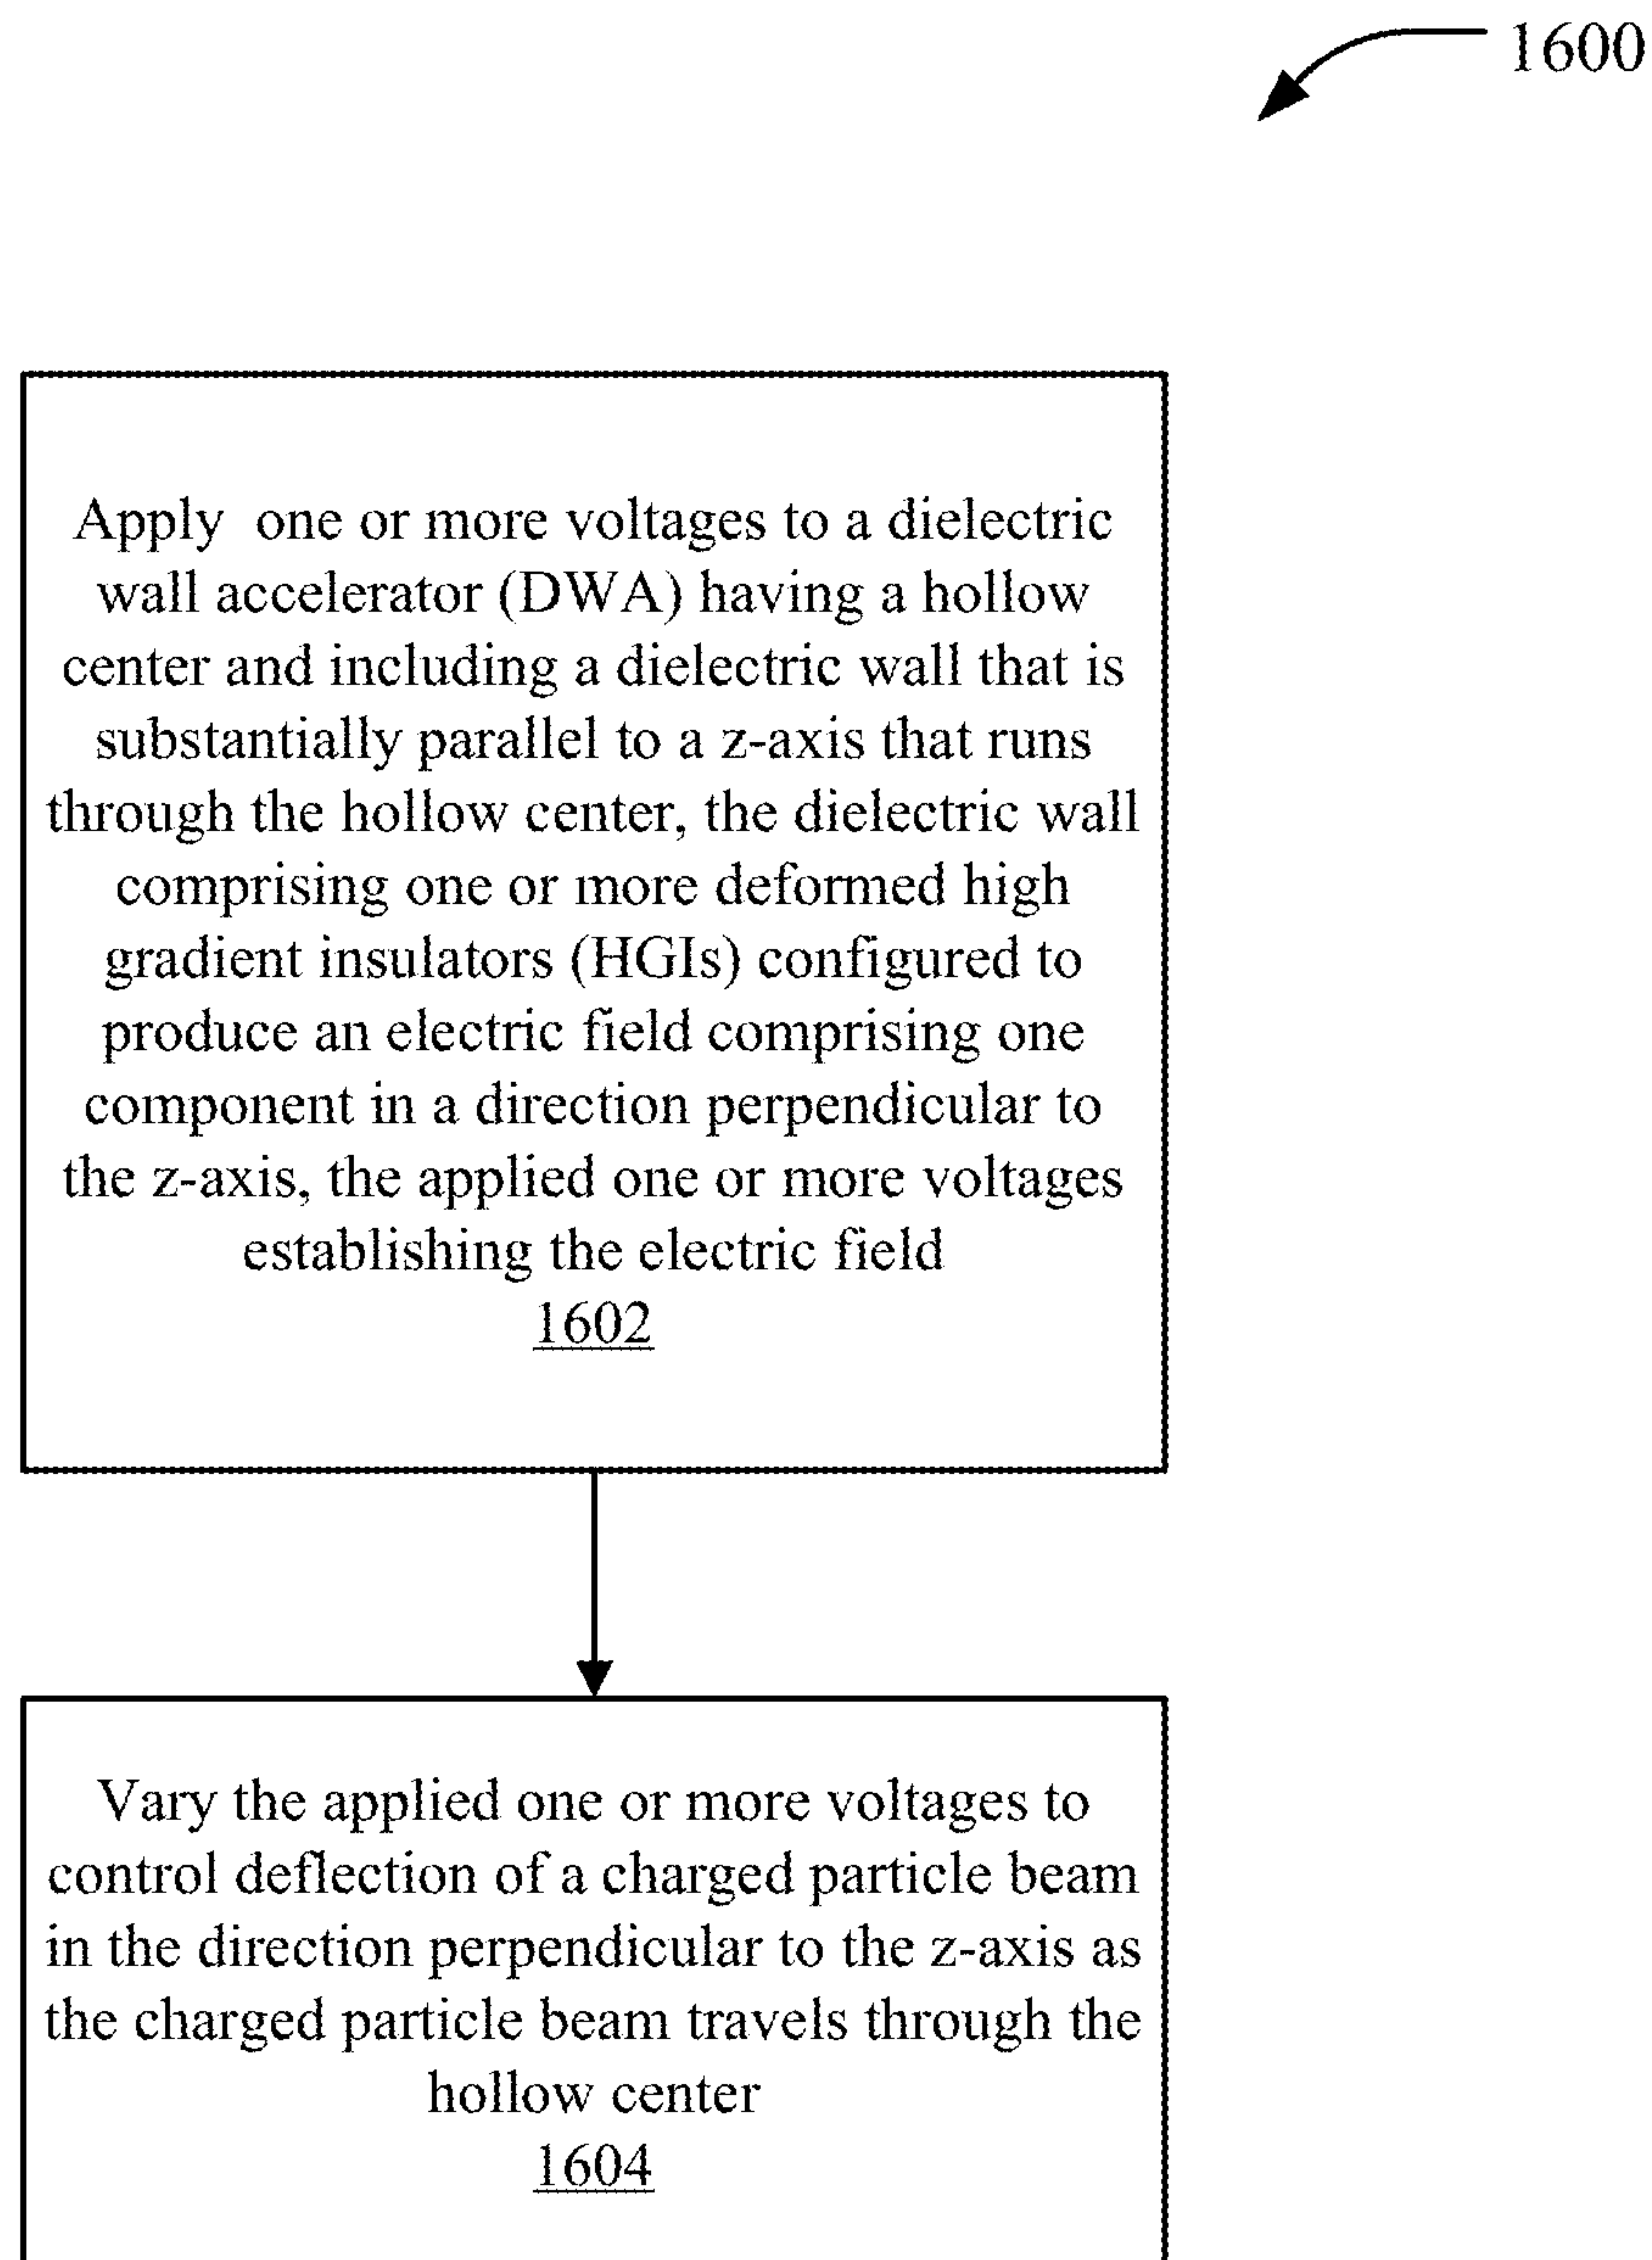 1600
Apply one or more voltages to a dielectric
wall accelerator (DWA) having a hollow
center and including a dielectric wall that is
substantially parallel to a z-axis that runs
through the hollow center, the dielectric wall
comprising one or more deformed high
gradient insulators (HGIs) configured to
produce an electric field comprising one
component in a direction perpendicular to
the z-axis, the applied one or more voltages
establishing the electric field
1602
Vary the applied one or more voltages to
control deflection of a charged particle beam
in the direction perpendicular to the z-axis as
the charged particle beam travels through the
hollow center
1604